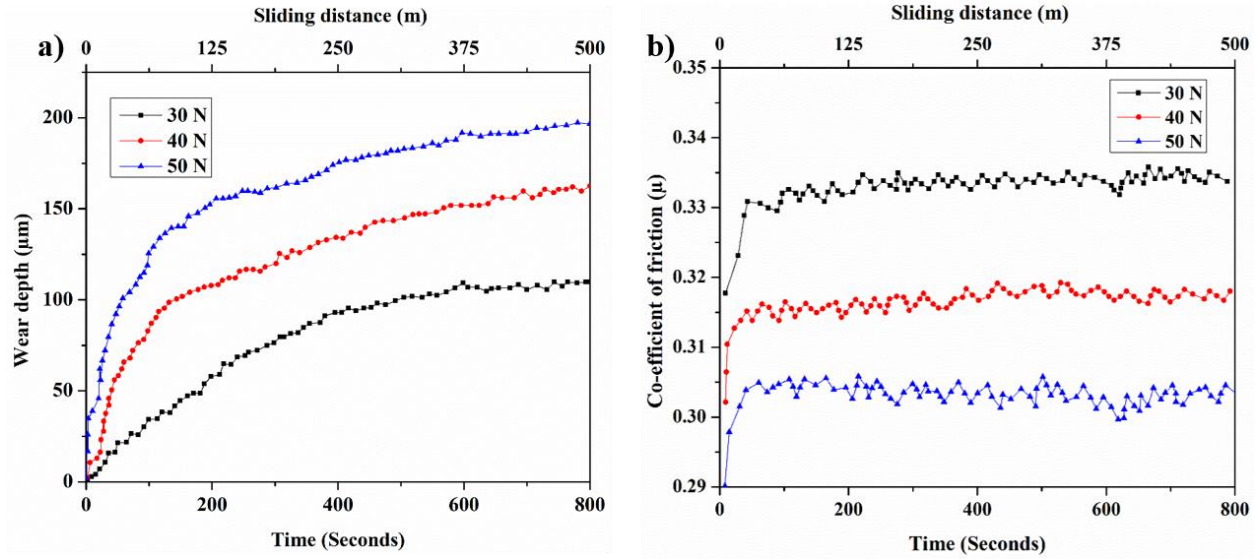 Sliding distance (m)
a)
0 125 250 375 500
200
150
100
50
0
Wear depth (μm)
30 N
40 N
50 N
0 200 400 600 800
Time (Seconds)
Sliding distance (m)
b)
0 125 250 375 500
0.35
0.34
0.33
0.32
0.31
0.30
0.29
Co-efficient of friction (μ)
30 N
40 N
50 N
0 200 400 600 800
Time (Seconds)